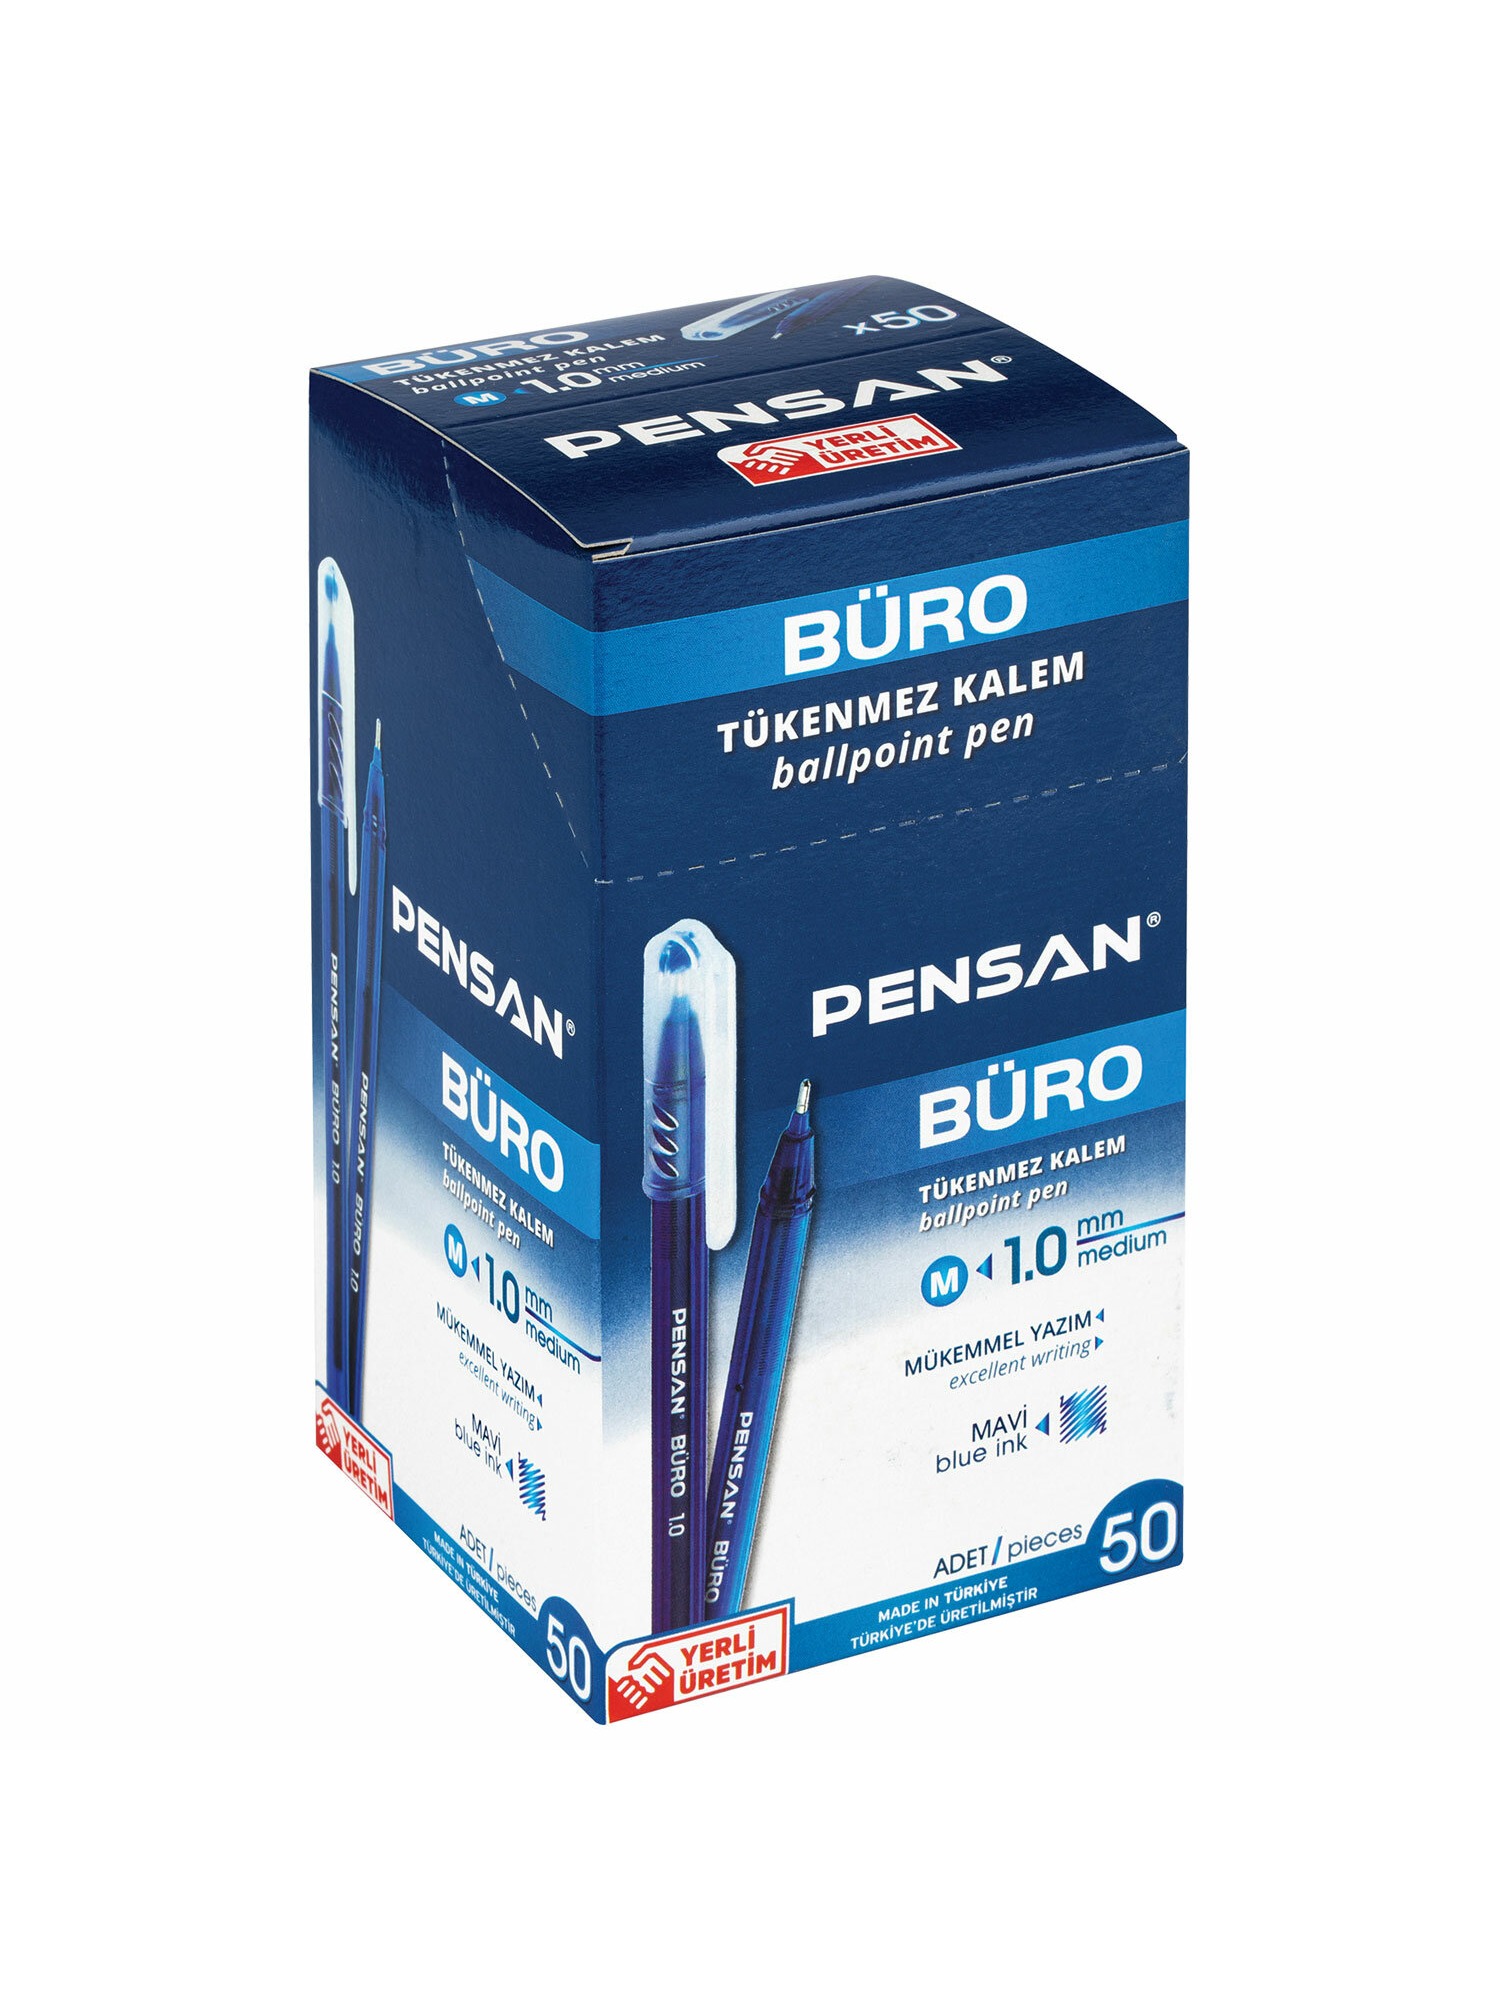 BÜRO
TÜKENMEZ KALEM
ballpoint pen
M 1.0 mm
medium
x50
PENSAN®
YERLİ
ÜRETİM
BÜRO
TÜKENMEZ KALEM
ballpoint pen
PENSAN®
BÜRO
TÜKENMEZ KALEM
ballpoint pen
M 1.0 mm
medium
MÜKEMMEL YAZIM
excellent writing
MAVİ
blue ink
ADET / pieces 50
MADE IN TÜRKİYE
TÜRKİYE'DE ÜRETİLMİŞTİR
YERLİ
ÜRETİM
PENSAN® BÜRO 1.0
PENSAN® BÜRO
PENSAN®
BÜRO
TÜKENMEZ KALEM
ballpoint pen
M 1.0 mm
medium
MÜKEMMEL YAZIM
excellent writing
MAVİ
blue ink
ADET / pieces 50
MADE IN TÜRKİYE
TÜRKİYE'DE ÜRETİLMİŞTİR
YERLİ
ÜRETİM
PENSAN® BÜRO 1.0
PENSAN® BÜRO 1.0